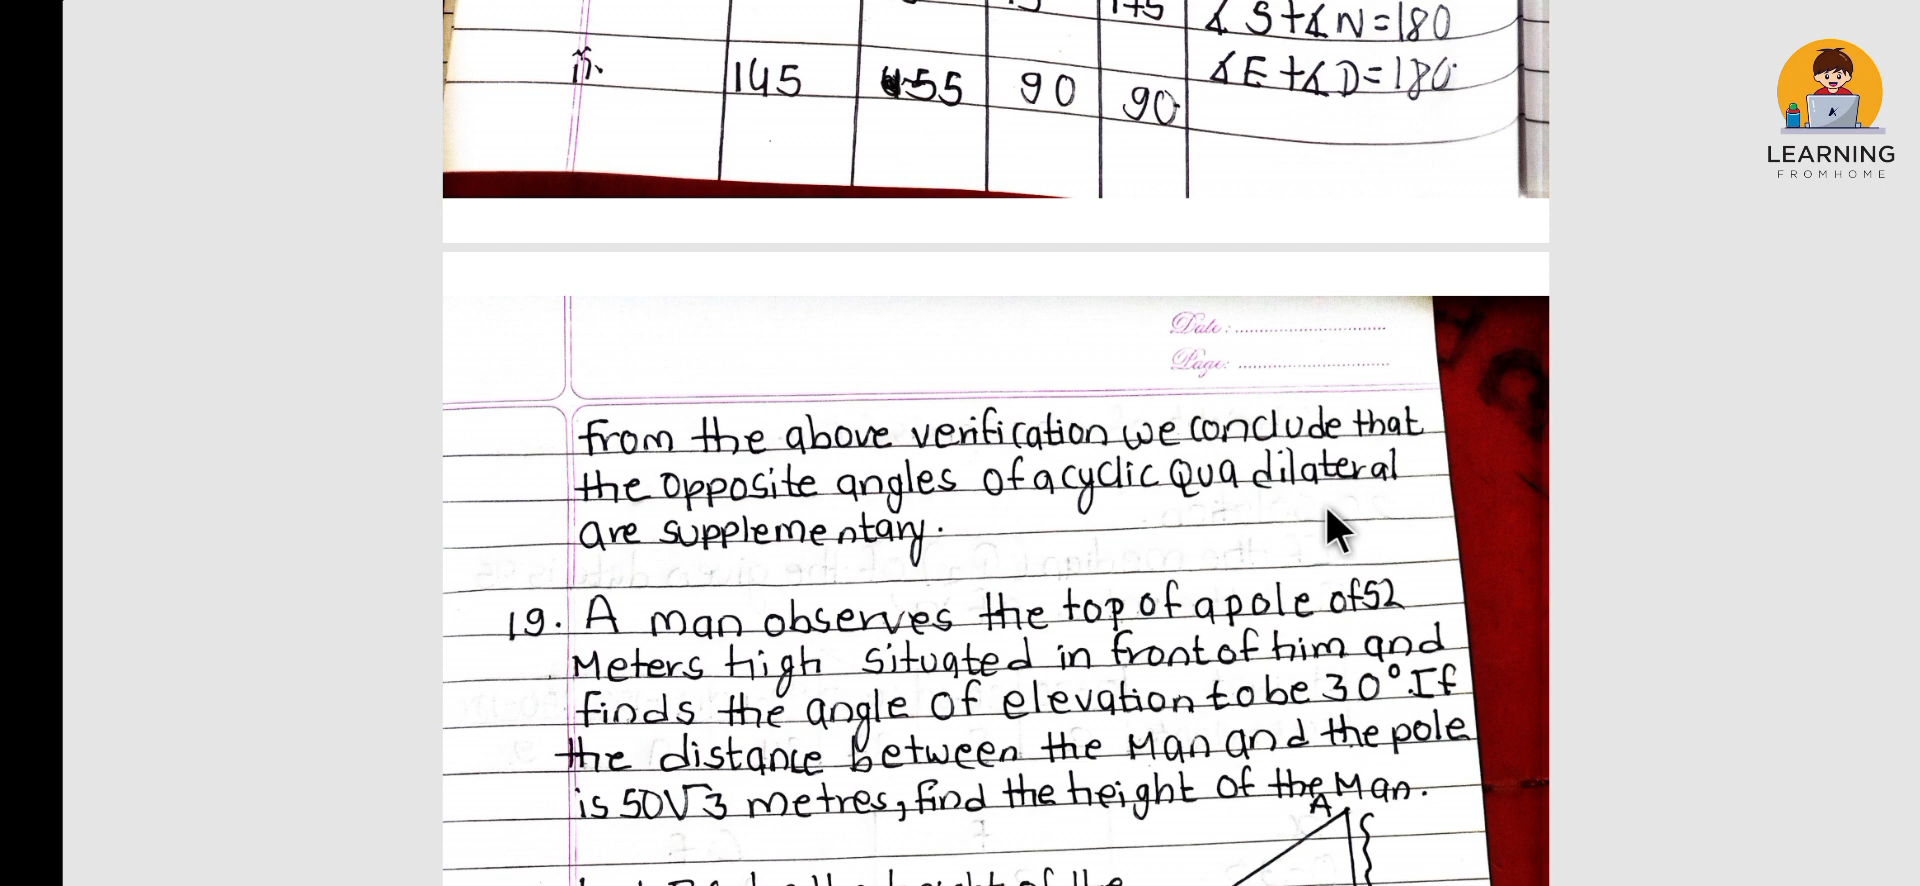 ∡S+∡N=180
ii. 145 55 90 90 ∡E+∡D=180
LEARNING
FROMHOME
Date:
Page:
from the above verification we conclude that
the opposite angles of a cyclic Quadilateral
are supplementary.
19. A man observes the top of a pole of 52
Meters high situated in front of him and
finds the angle of elevation to be 30°. If
the distance between the Man and the pole
is 50√3 metres, find the height of the Man.
A